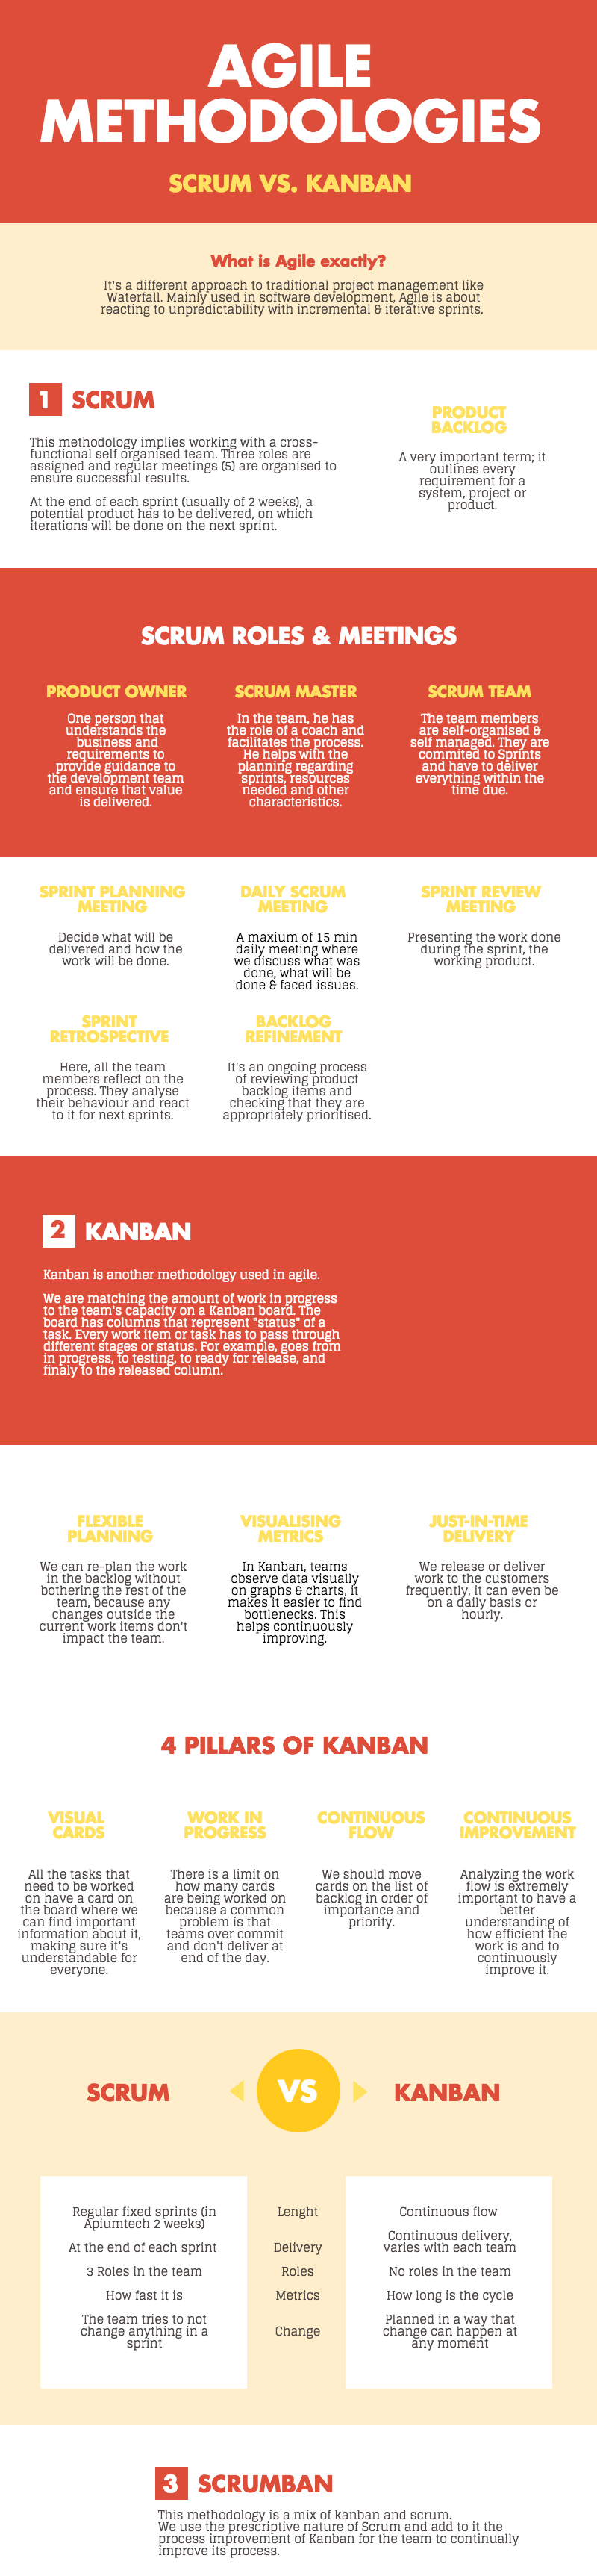 AGILE
METHODOLOGIES
SCRUM VS. KANBAN
What is Agile exactly?
It's a different approach to traditional project management like
Waterfall. Mainly used in software development, Agile is about
reacting to unpredictability with incremental & iterative sprints.
1 SCRUM
This methodology implies working with a cross-
functional self organised team. Three roles are
assigned and regular meetings (5) are organised to
ensure successful results.
At the end of each sprint (usually of 2 weeks), a
potential product has to be delivered, on which
iterations will be done on the next sprint.
PRODUCT
BACKLOG
A very important term; it
outlines every
requirement for a
system, project or
product.
SCRUM ROLES & MEETINGS
PRODUCT OWNER
One person that
understands the
business and
requirements to
provide guidance to
the development team
and ensure that value
is delivered.
SCRUM MASTER
In the team, he has
the role of a coach and
facilitates the process.
He helps with the
planning regarding
sprints, resources
needed and other
characteristics.
SCRUM TEAM
The team members
are self-organised &
self managed. They are
commited to Sprints
and have to deliver
everything within the
time due.
SPRINT PLANNING
MEETING
Decide what will be
delivered and how the
work will be done.
DAILY SCRUM
MEETING
A maxium of 15 min
daily meeting where
we discuss what was
done, what will be
done & faced issues.
SPRINT REVIEW
MEETING
Presenting the work done
during the sprint, the
working product.
SPRINT
RETROSPECTIVE
Here, all the team
members reflect on the
process. They analyse
their behaviour and react
to it for next sprints.
BACKLOG
REFINEMENT
It's an ongoing process
of reviewing product
backlog items and
checking that they are
appropriately prioritised.
2 KANBAN
Kanban is another methodology used in agile.
We are matching the amount of work in progress
to the team's capacity on a Kanban board. The
board has columns that represent "status" of a
task. Every work item or task has to pass through
different stages or status. For example, goes from
in progress, to testing, to ready for release, and
finaly to the released column.
FLEXIBLE
PLANNING
We can re-plan the work
in the backlog without
bothering the rest of the
team, because any
changes outside the
current work items don't
impact the team.
VISUALISING
METRICS
In Kanban, teams
observe data visually
on graphs & charts, it
makes it easier to find
bottlenecks. This
helps continuously
improving.
JUST-IN-TIME
DELIVERY
We release or deliver
work to the customers
frequently, it can even be
on a daily basis or
hourly.
4 PILLARS OF KANBAN
VISUAL
CARDS
All the tasks that
need to be worked
on have a card on
the board where we
can find important
information about it,
making sure it's
understandable for
everyone.
WORK IN
PROGRESS
There is a limit on
how many cards
are being worked on
because a common
problem is that
teams over commit
and don't deliver at
end of the day.
CONTINUOUS
FLOW
We should move
cards on the list of
backlog in order of
importance and
priority.
CONTINUOUS
IMPROVEMENT
Analyzing the work
flow is extremely
important to have a
better
understanding of
how efficient the
work is and to
continuously
improve it.
SCRUM VS KANBAN
Regular fixed sprints (in
Apiumtech 2 weeks)
Lenght
Continuous flow
At the end of each sprint
Delivery
Continuous delivery,
varies with each team
3 Roles in the team
Roles
No roles in the team
How fast it is
Metrics
How long is the cycle
The team tries to not
change anything in a
sprint
Change
Planned in a way that
change can happen at
any moment
3 SCRUMBAN
This methodology is a mix of kanban and scrum.
We use the prescriptive nature of Scrum and add to it the
process improvement of Kanban for the team to continually
improve its process.